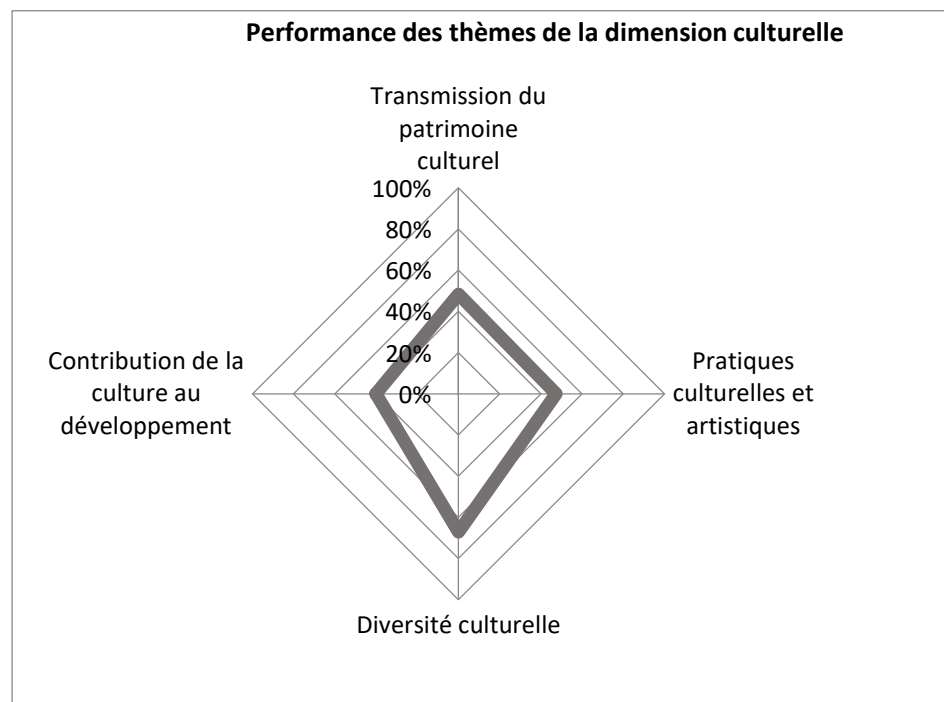 Performance des thèmes de la dimension culturelle
Transmission du
patrimoine
culturel
100%
80%
60%
40%
20%
0%
Contribution de la
culture au
développement
Pratiques
culturelles et
artistiques
Diversité culturelle